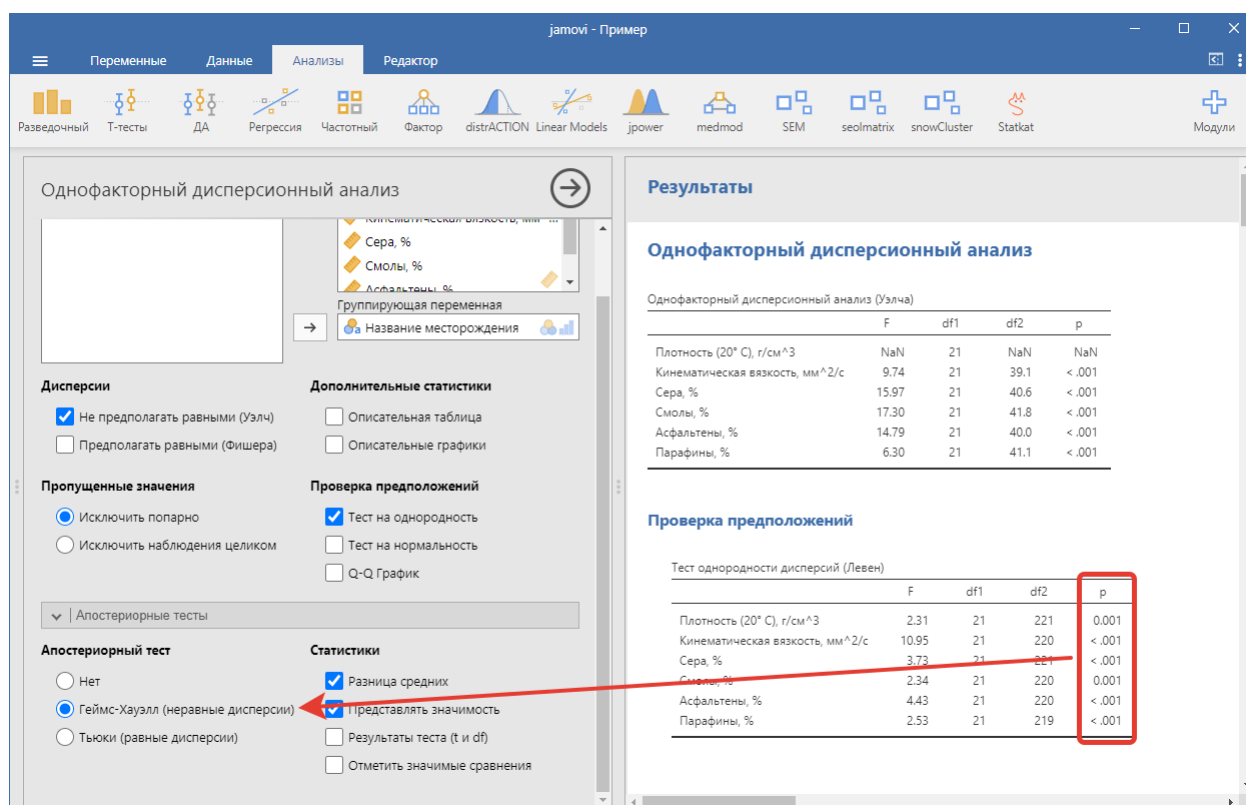 jamovi - Пример
Переменные Данные Анализы Редактор
Разведочный Т-тесты ДА Регрессия Частотный Фактор distrACTION Linear Models jpower medmod SEM seolmatrix snowCluster Statkat Модули
Однофакторный дисперсионный анализ
Кинематическая вязкость, мм^...
Сера, %
Смолы, %
Асфальтены, %
Группирующая переменная
Название месторождения
Дисперсии
Не предполагать равными (Уэлч)
Предполагать равными (Фишера)
Дополнительные статистики
Описательная таблица
Описательные графики
Пропущенные значения
Исключить попарно
Исключить наблюдения целиком
Проверка предположений
Тест на однородность
Тест на нормальность
Q-Q График
Апостериорные тесты
Апостериорный тест
Нет
Геймс-Хауэлл (неравные дисперсии)
Тьюки (равные дисперсии)
Статистики
Разница средних
Представлять значимость
Результаты теста (t и df)
Отметить значимые сравнения
Результаты
Однофакторный дисперсионный анализ
Однофакторный дисперсионный анализ (Уэлча)
F df1 df2 p
Плотность (20° C), г/см^3 NaN 21 NaN NaN
Кинематическая вязкость, мм^2/с 9.74 21 39.1 < .001
Сера, % 15.97 21 40.6 < .001
Смолы, % 17.30 21 41.8 < .001
Асфальтены, % 14.79 21 40.0 < .001
Парафины, % 6.30 21 41.1 < .001
Проверка предположений
Тест однородности дисперсий (Левен)
F df1 df2 p
Плотность (20° C), г/см^3 2.31 21 221 0.001
Кинематическая вязкость, мм^2/с 10.95 21 220 < .001
Сера, % 3.73 21 221 < .001
Смолы, % 2.34 21 220 0.001
Асфальтены, % 4.43 21 220 < .001
Парафины, % 2.53 21 219 < .001